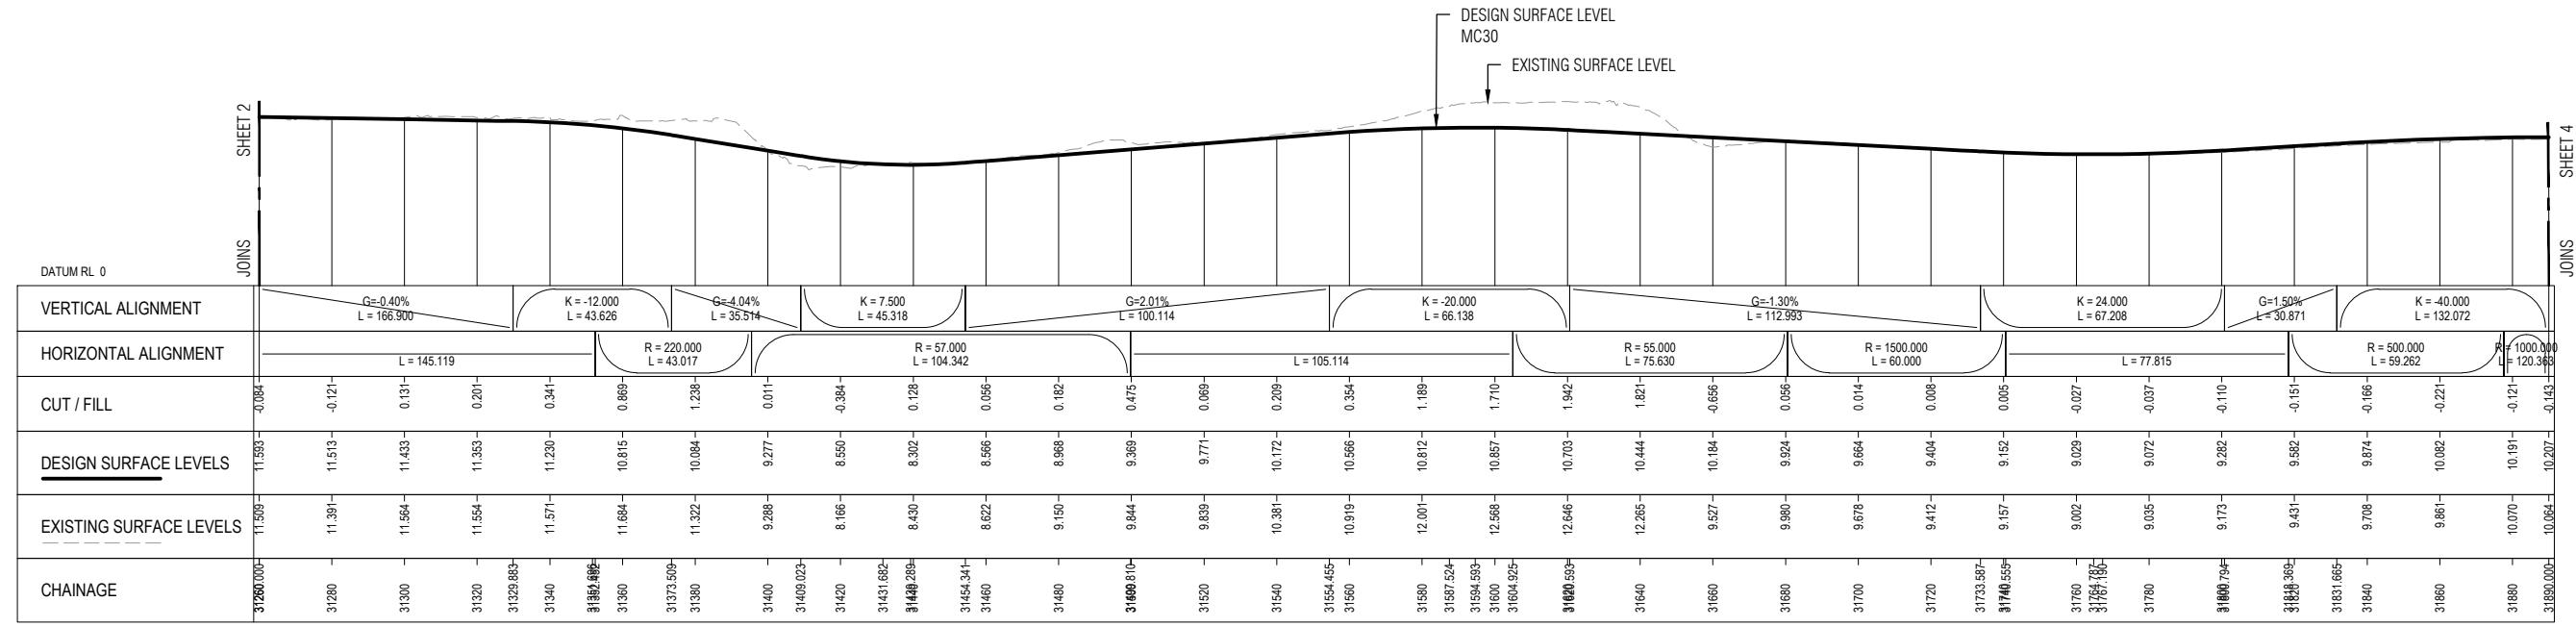 DESIGN SURFACE LEVEL
MC30
EXISTING SURFACE LEVEL
SHEET 2
JOINS
SHEET 4
JOINS
DATUM RL 0
VERTICAL ALIGNMENT
G=-0.40%
L = 166.900
K = -12.000
L = 43.626
G=-4.04%
L = 35.514
K = 7.500
L = 45.318
G=2.01%
L = 100.114
K = -20.000
L = 66.138
G=-1.30%
L = 112.993
K = 24.000
L = 67.208
G=1.50%
L = 30.871
K = -40.000
L = 132.072
HORIZONTAL ALIGNMENT
L = 145.119
R = 220.000
L = 43.017
R = 57.000
L = 104.342
L = 105.114
R = 55.000
L = 75.630
R = 1500.000
L = 60.000
L = 77.815
R = 500.000
L = 59.262
R = 1000.000
L = 120.363
CUT / FILL
-0.084 -0.121 0.131 0.201 0.341 0.869 1.238 0.011 -0.384 0.128 0.056 0.182 0.475 0.069 0.209 0.354 1.189 1.710 1.942 1.821 -0.656 0.056 0.014 0.008 0.005 -0.027 -0.037 -0.110 -0.151 -0.166 -0.221 -0.121 -0.143
DESIGN SURFACE LEVELS
11.593 11.513 11.433 11.353 11.230 10.815 10.084 9.277 8.550 8.302 8.566 8.968 9.369 9.771 10.172 10.566 10.812 10.857 10.703 10.444 10.184 9.924 9.664 9.404 9.152 9.029 9.072 9.282 9.582 9.874 10.082 10.191 10.207
EXISTING SURFACE LEVELS
11.509 11.391 11.564 11.554 11.571 11.684 11.322 9.288 8.166 8.430 8.622 9.150 9.844 9.839 10.381 10.919 12.001 12.568 12.646 12.265 9.527 9.980 9.678 9.412 9.157 9.002 9.035 9.173 9.431 9.708 9.861 10.070 10.064
CHAINAGE
31280 31300 31320 31329.883 31340 31360 31373.509 31380 31400 31409.023 31420 31431.682 31454.341 31460 31480 31520 31540 31554.455 31560 31580 31587.524 31594.593 31600 31604.925 31640 31660 31680 31700 31720 31733.587 31760 31767.190 31780 31831.665 31840 31860 31880 31890.000